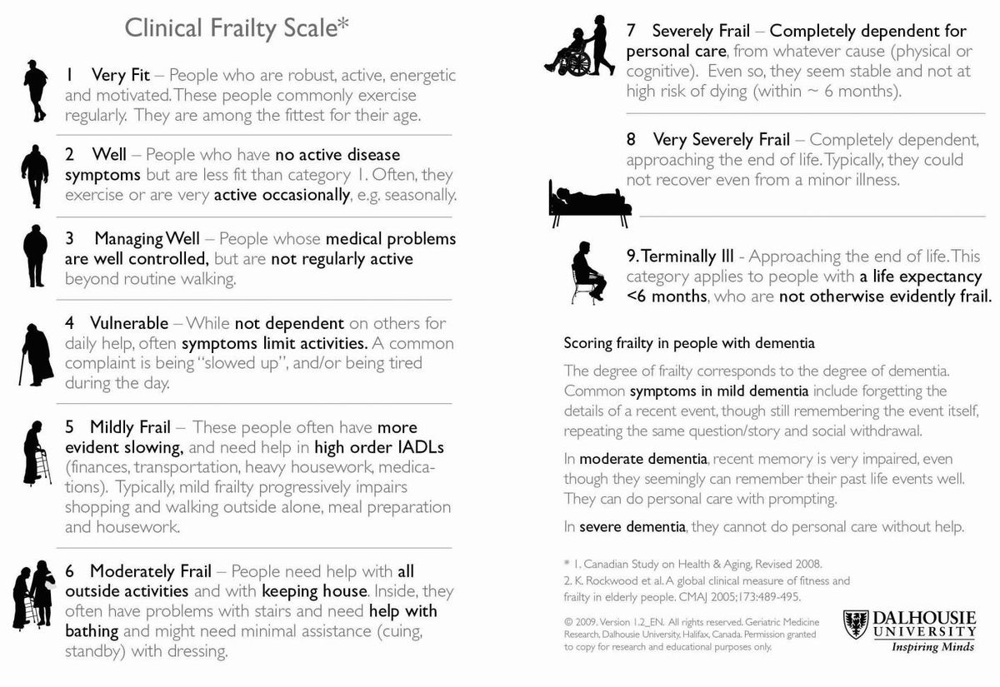 Clinical Frailty Scale*
1 Very Fit – People who are robust, active, energetic
and motivated. These people commonly exercise
regularly. They are among the fittest for their age.
2 Well – People who have no active disease
symptoms but are less fit than category 1. Often, they
exercise or are very active occasionally, e.g. seasonally.
3 Managing Well – People whose medical problems
are well controlled, but are not regularly active
beyond routine walking.
4 Vulnerable – While not dependent on others for
daily help, often symptoms limit activities. A common
complaint is being “slowed up”, and/or being tired
during the day.
5 Mildly Frail – These people often have more
evident slowing, and need help in high order IADLs
(finances, transportation, heavy housework, medica-
tions). Typically, mild frailty progressively impairs
shopping and walking outside alone, meal preparation
and housework.
6 Moderately Frail – People need help with all
outside activities and with keeping house. Inside, they
often have problems with stairs and need help with
bathing and might need minimal assistance (cuing,
standby) with dressing.
7 Severely Frail – Completely dependent for
personal care, from whatever cause (physical or
cognitive). Even so, they seem stable and not at
high risk of dying (within ~ 6 months).
8 Very Severely Frail – Completely dependent,
approaching the end of life. Typically, they could
not recover even from a minor illness.
9. Terminally Ill - Approaching the end of life. This
category applies to people with a life expectancy
<6 months, who are not otherwise evidently frail.
Scoring frailty in people with dementia
The degree of frailty corresponds to the degree of dementia.
Common symptoms in mild dementia include forgetting the
details of a recent event, though still remembering the event itself,
repeating the same question/story and social withdrawal.
In moderate dementia, recent memory is very impaired, even
though they seemingly can remember their past life events well.
They can do personal care with prompting.
In severe dementia, they cannot do personal care without help.
* 1. Canadian Study on Health & Aging, Revised 2008.
2. K. Rockwood et al. A global clinical measure of fitness and
frailty in elderly people. CMAJ 2005;173:489-495.
© 2009. Version 1.2_EN. All rights reserved. Geriatric Medicine
Research, Dalhousie University, Halifax, Canada. Permission granted
to copy for research and educational purposes only.
DALHOUSIE
UNIVERSITY
Inspiring Minds